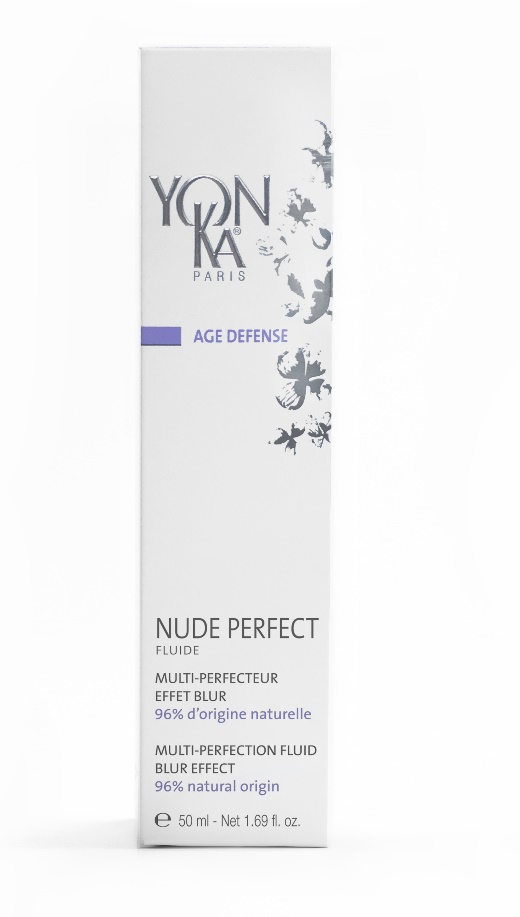 YON
KA®
PARIS
AGE DEFENSE
NUDE PERFECT
FLUIDE
MULTI-PERFECTEUR
EFFET BLUR
96% d'origine naturelle
MULTI-PERFECTION FLUID
BLUR EFFECT
96% natural origin
℮ 50 ml - Net 1.69 fl. oz.